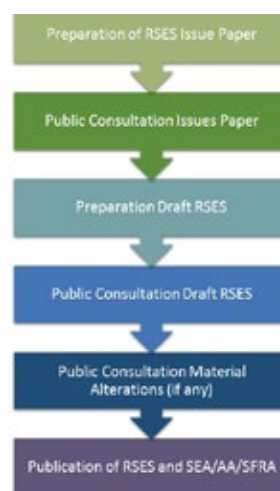 Preparation of RSES Issue Paper
Public Consultation Issues Paper
Preparation Draft RSES
Public Consultation Draft RSES
Public Consultation Material
Alterations (if any)
Publication of RSES and SEA/AA/SFRA